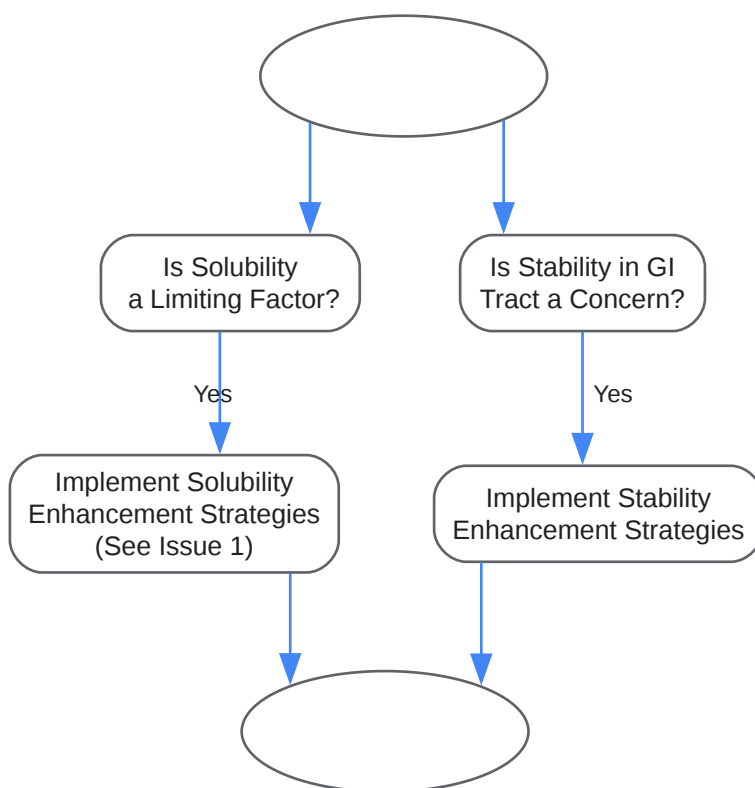 Is Solubility
a Limiting Factor?
Is Stability in GI
Tract a Concern?
Yes
Yes
Implement Solubility
Enhancement Strategies
(See Issue 1)
Implement Stability
Enhancement Strategies